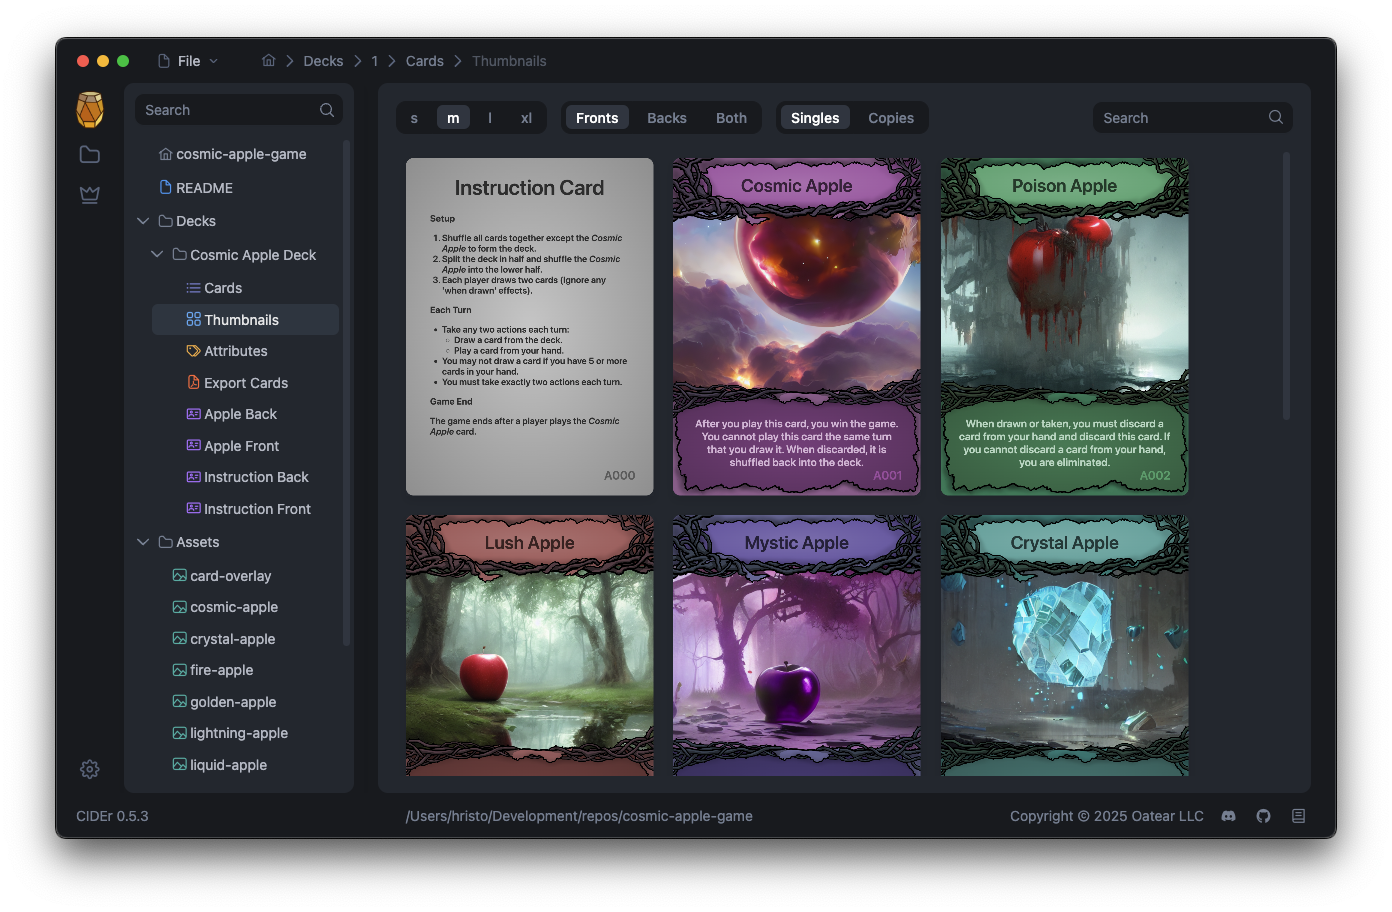 File
Decks
1
Cards
Thumbnails
Search
cosmic-apple-game
README
Decks
Cosmic Apple Deck
Cards
Thumbnails
Attributes
Export Cards
Apple Back
Apple Front
Instruction Back
Instruction Front
Assets
card-overlay
cosmic-apple
crystal-apple
fire-apple
golden-apple
lightning-apple
liquid-apple
s m l xl
Fronts Backs Both
Singles Copies
Search
Instruction Card
Setup
1. Shuffle all cards together except the Cosmic
Apple to form the deck.
2. Split the deck in half and shuffle the Cosmic
Apple into the lower half.
3. Each player draws two cards (ignore any
'when drawn' effects).
Each Turn
• Take any two actions each turn:
◦ Draw a card from the deck.
◦ Play a card from your hand.
• You may not draw a card if you have 5 or more
cards in your hand.
• You must take exactly two actions each turn.
Game End
The game ends after a player plays the Cosmic
Apple card.
A000
Cosmic Apple
After you play this card, you win the game.
You cannot play this card the same turn
that you draw it. When discarded, it is
shuffled back into the deck.
A001
Poison Apple
When drawn or taken, you must discard a
card from your hand and discard this card. If
you cannot discard a card from your hand,
you are eliminated.
A002
Lush Apple
Mystic Apple
Crystal Apple
CIDEr 0.5.3
/Users/hristo/Development/repos/cosmic-apple-game
Copyright © 2025 Oatear LLC